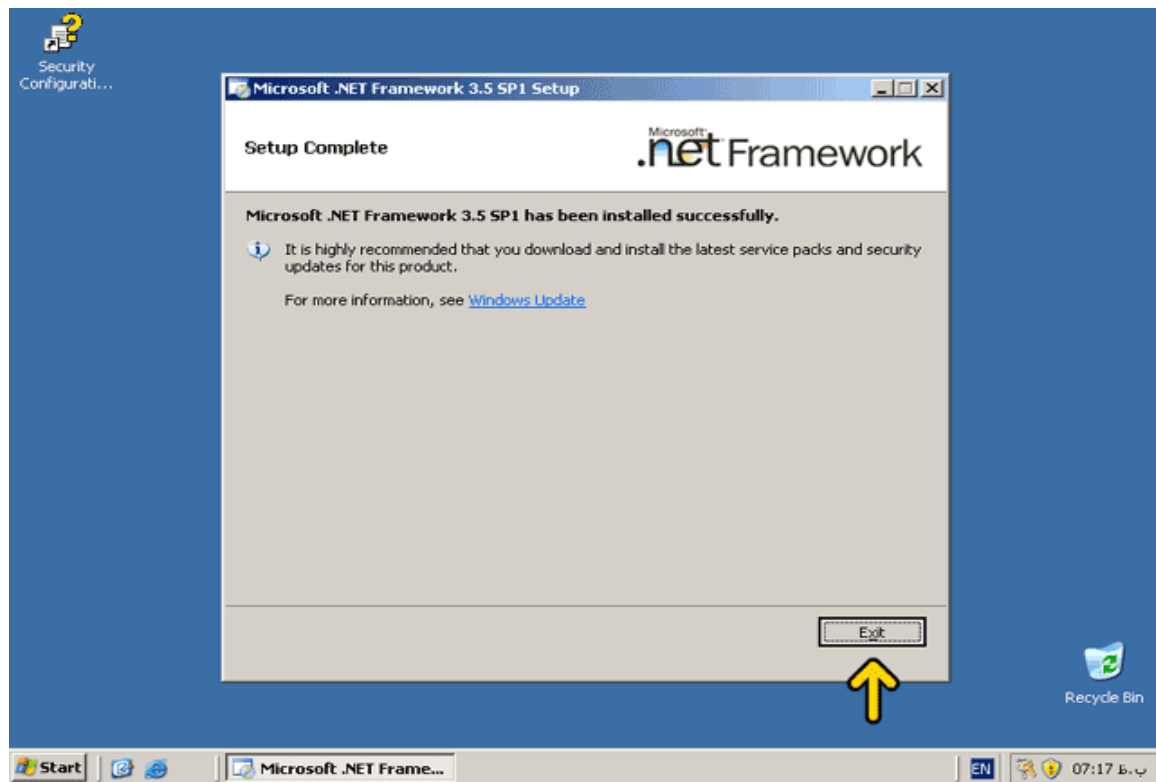 Security
Configurati...
Microsoft .NET Framework 3.5 SP1 Setup
Setup Complete
Microsoft
.net Framework
Microsoft .NET Framework 3.5 SP1 has been installed successfully.
It is highly recommended that you download and install the latest service packs and security
updates for this product.
For more information, see Windows Update
Exit
Recycle Bin
Start
Microsoft .NET Frame...
EN
07:17 ب.ظ